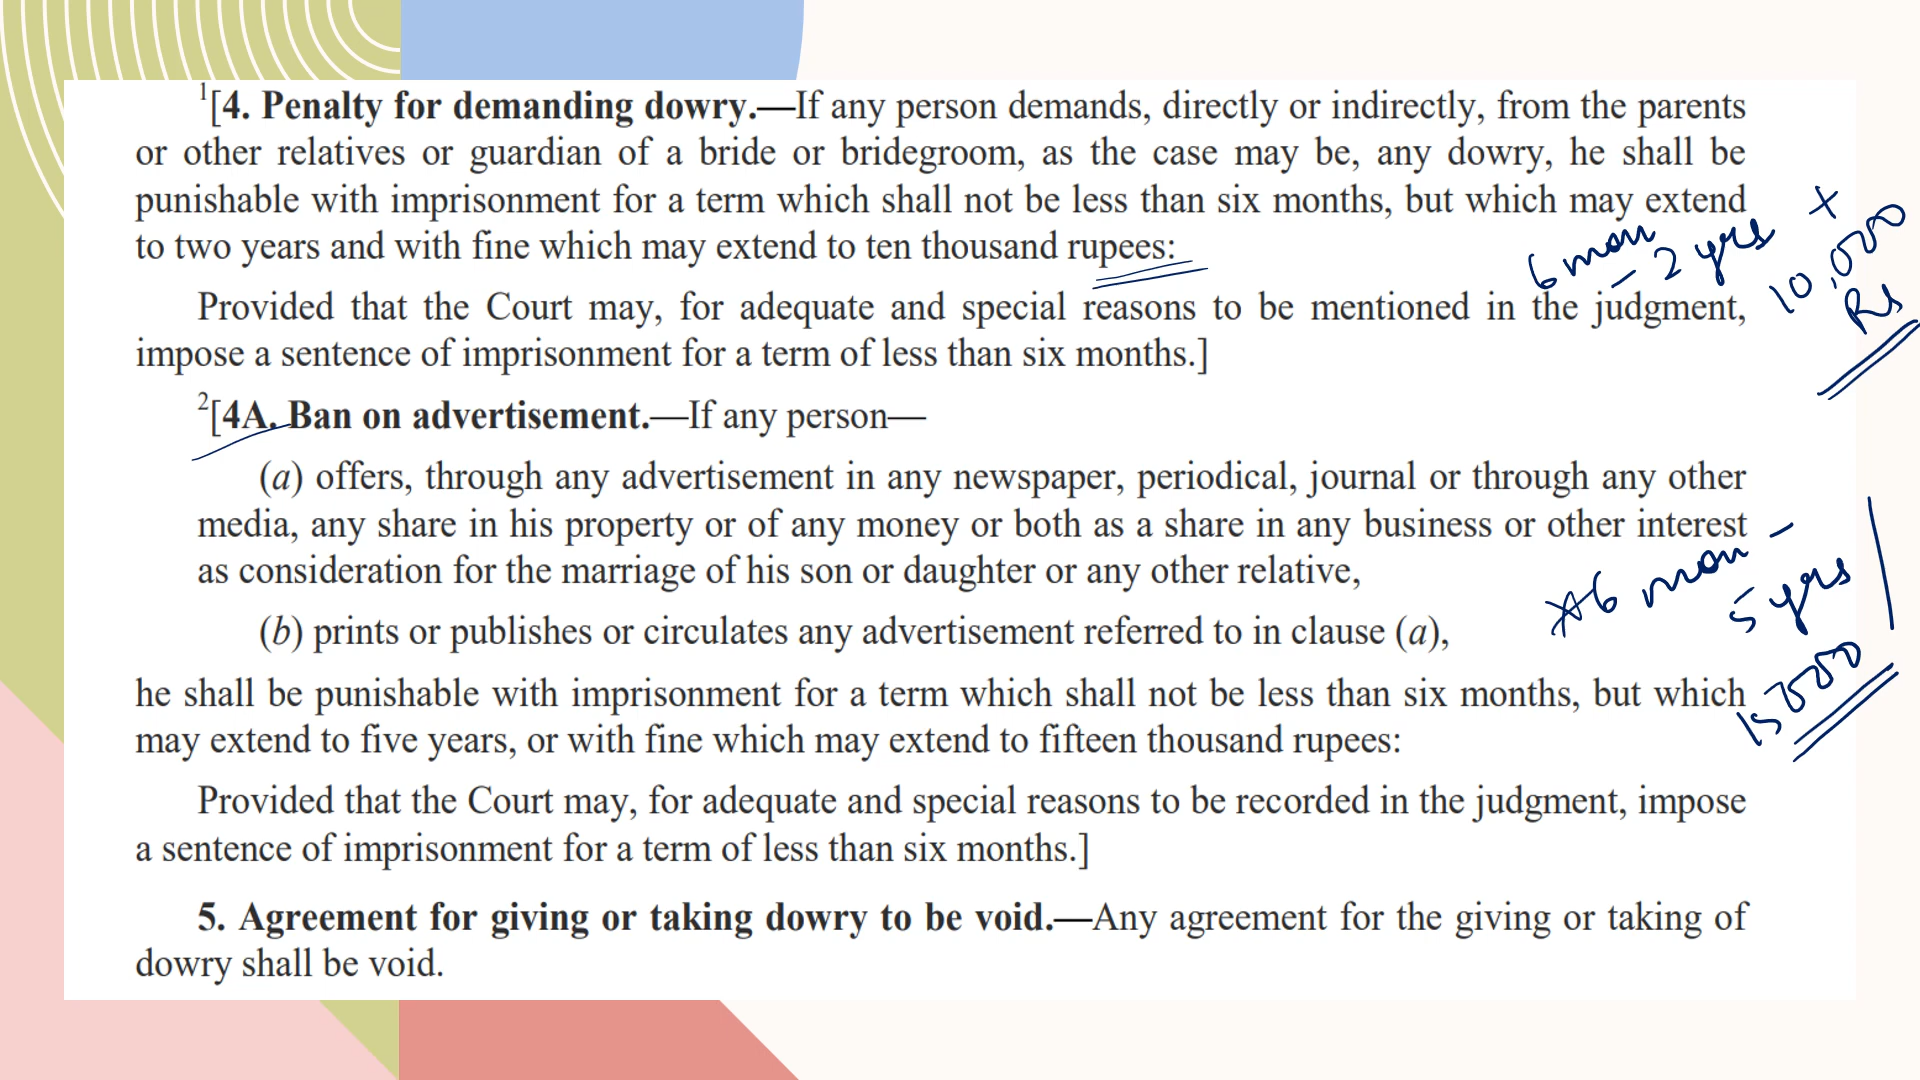 1[4. Penalty for demanding dowry.—If any person demands, directly or indirectly, from the parents
or other relatives or guardian of a bride or bridegroom, as the case may be, any dowry, he shall be
punishable with imprisonment for a term which shall not be less than six months, but which may extend
to two years and with fine which may extend to ten thousand rupees:
6 mon – 2 yrs +
10,000
Rs
Provided that the Court may, for adequate and special reasons to be mentioned in the judgment,
impose a sentence of imprisonment for a term of less than six months.]
2[4A. Ban on advertisement.—If any person—
(a) offers, through any advertisement in any newspaper, periodical, journal or through any other
media, any share in his property or of any money or both as a share in any business or other interest
as consideration for the marriage of his son or daughter or any other relative,
*6 mon –
5 yrs /
15000
(b) prints or publishes or circulates any advertisement referred to in clause (a),
he shall be punishable with imprisonment for a term which shall not be less than six months, but which
may extend to five years, or with fine which may extend to fifteen thousand rupees:
Provided that the Court may, for adequate and special reasons to be recorded in the judgment, impose
a sentence of imprisonment for a term of less than six months.]
5. Agreement for giving or taking dowry to be void.—Any agreement for the giving or taking of
dowry shall be void.